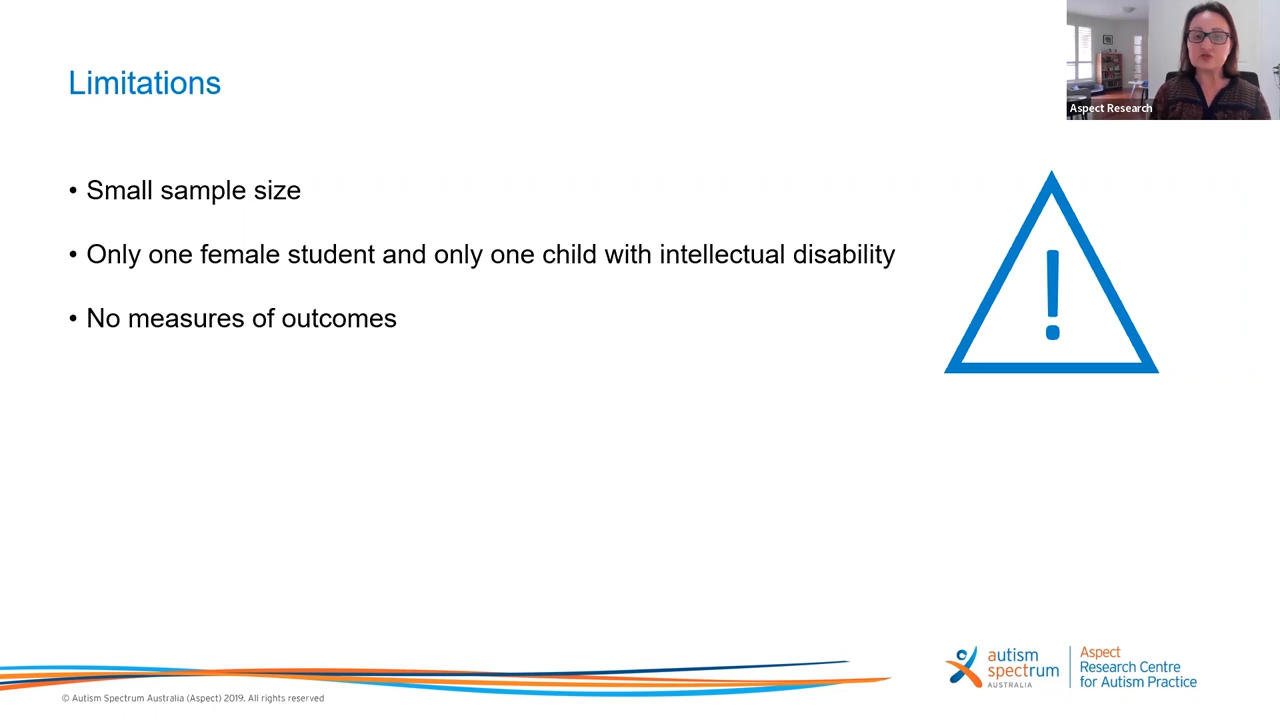 Limitations
Aspect Research
• Small sample size
• Only one female student and only one child with intellectual disability
• No measures of outcomes
!
autism
spectrum
AUSTRALIA
Aspect
Research Centre
for Autism Practice
© Autism Spectrum Australia (Aspect) 2019. All rights reserved